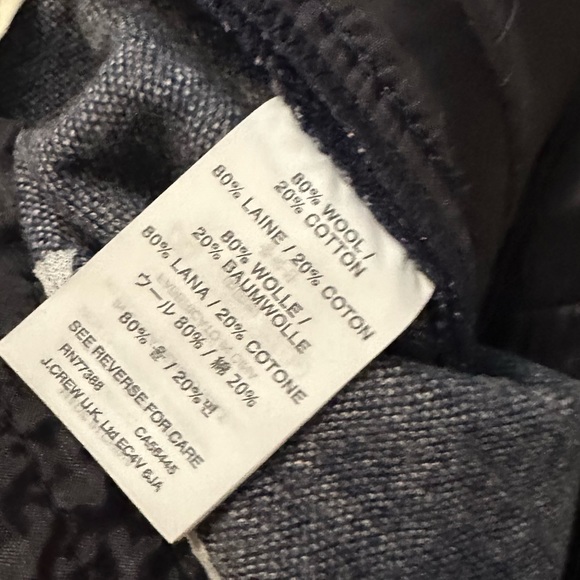 80% WOOL /
20% COTTON
80% LAINE / 20% COTON
80% WOLLE /
20% BAUMWOLLE
80% LANA / 20% COTONE
ウール 80% / 綿 20%
80% 울 / 20% 면
SEE REVERSE FOR CARE
RN77388 CA56445
J.CREW U.K. Ltd EC4V 6JA